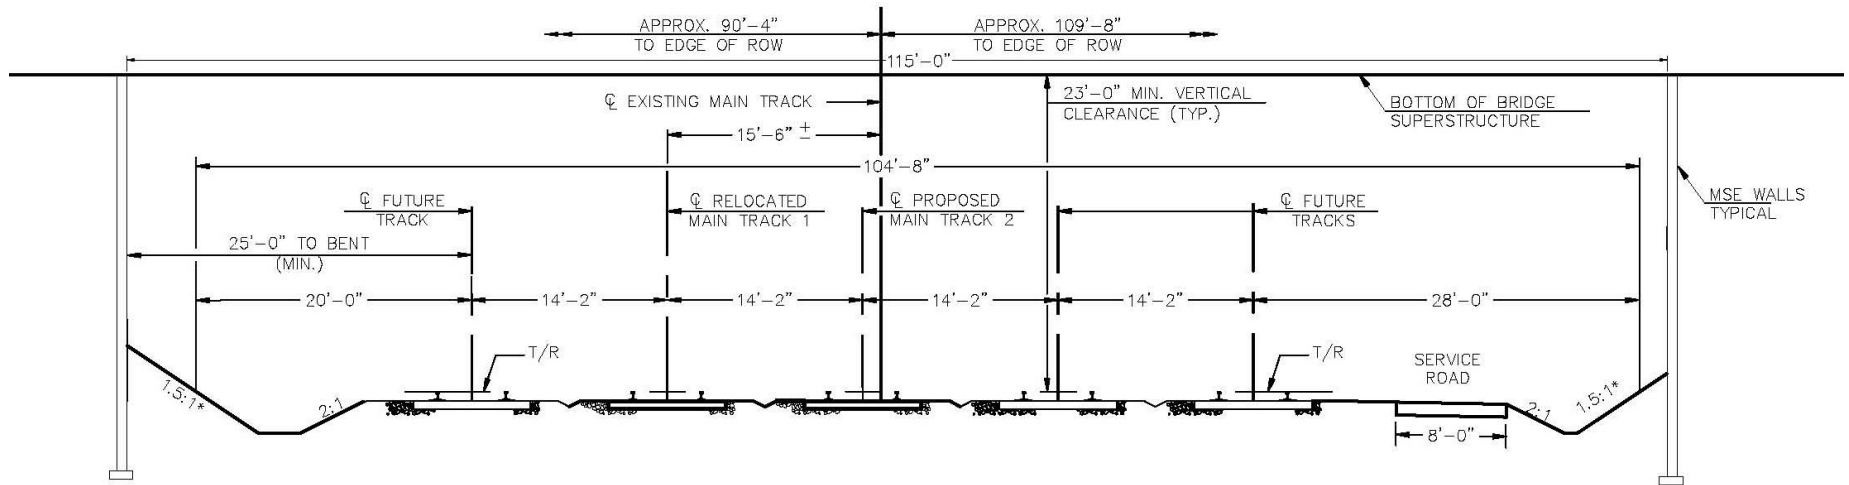 APPROX. 90'-4"
TO EDGE OF ROW
APPROX. 109'-8"
TO EDGE OF ROW
115'-0"
℄ EXISTING MAIN TRACK
23'-0" MIN. VERTICAL
CLEARANCE (TYP.)
BOTTOM OF BRIDGE
SUPERSTRUCTURE
15'-6" ±
104'-8"
℄ FUTURE
TRACK
℄ RELOCATED
MAIN TRACK 1
℄ PROPOSED
MAIN TRACK 2
℄ FUTURE
TRACKS
MSE WALLS
TYPICAL
25'-0" TO BENT
(MIN.)
20'-0"
14'-2"
14'-2"
14'-2"
14'-2"
28'-0"
T/R
T/R
SERVICE
ROAD
1.5:1*
2:1
2:1
1.5:1*
8'-0"